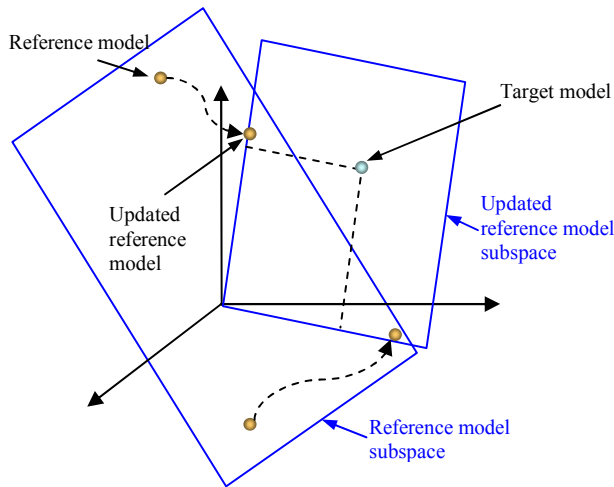 Reference model
Target model
Updated
reference
model
Updated
reference model
subspace
Reference model
subspace